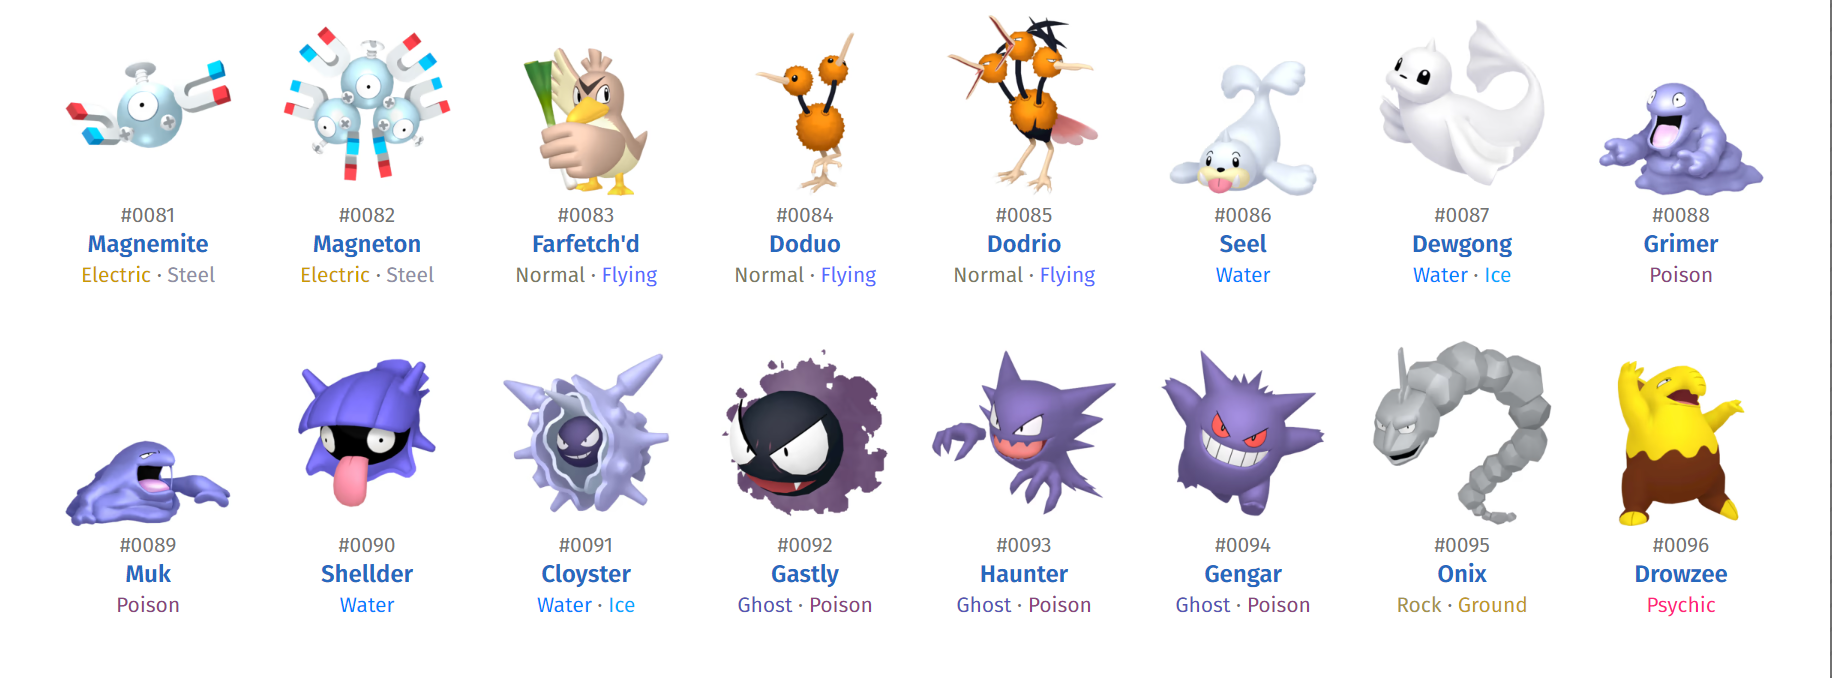 #0081 #0082 #0083 #0084 #0085 #0086 #0087 #0088
Magnemite Magneton Farfetch'd Doduo Dodrio Seel Dewgong Grimer
Electric · Steel Electric · Steel Normal · Flying Normal · Flying Normal · Flying Water Water · Ice Poison
#0089 #0090 #0091 #0092 #0093 #0094 #0095 #0096
Muk Shellder Cloyster Gastly Haunter Gengar Onix Drowzee
Poison Water Water · Ice Ghost · Poison Ghost · Poison Ghost · Poison Rock · Ground Psychic